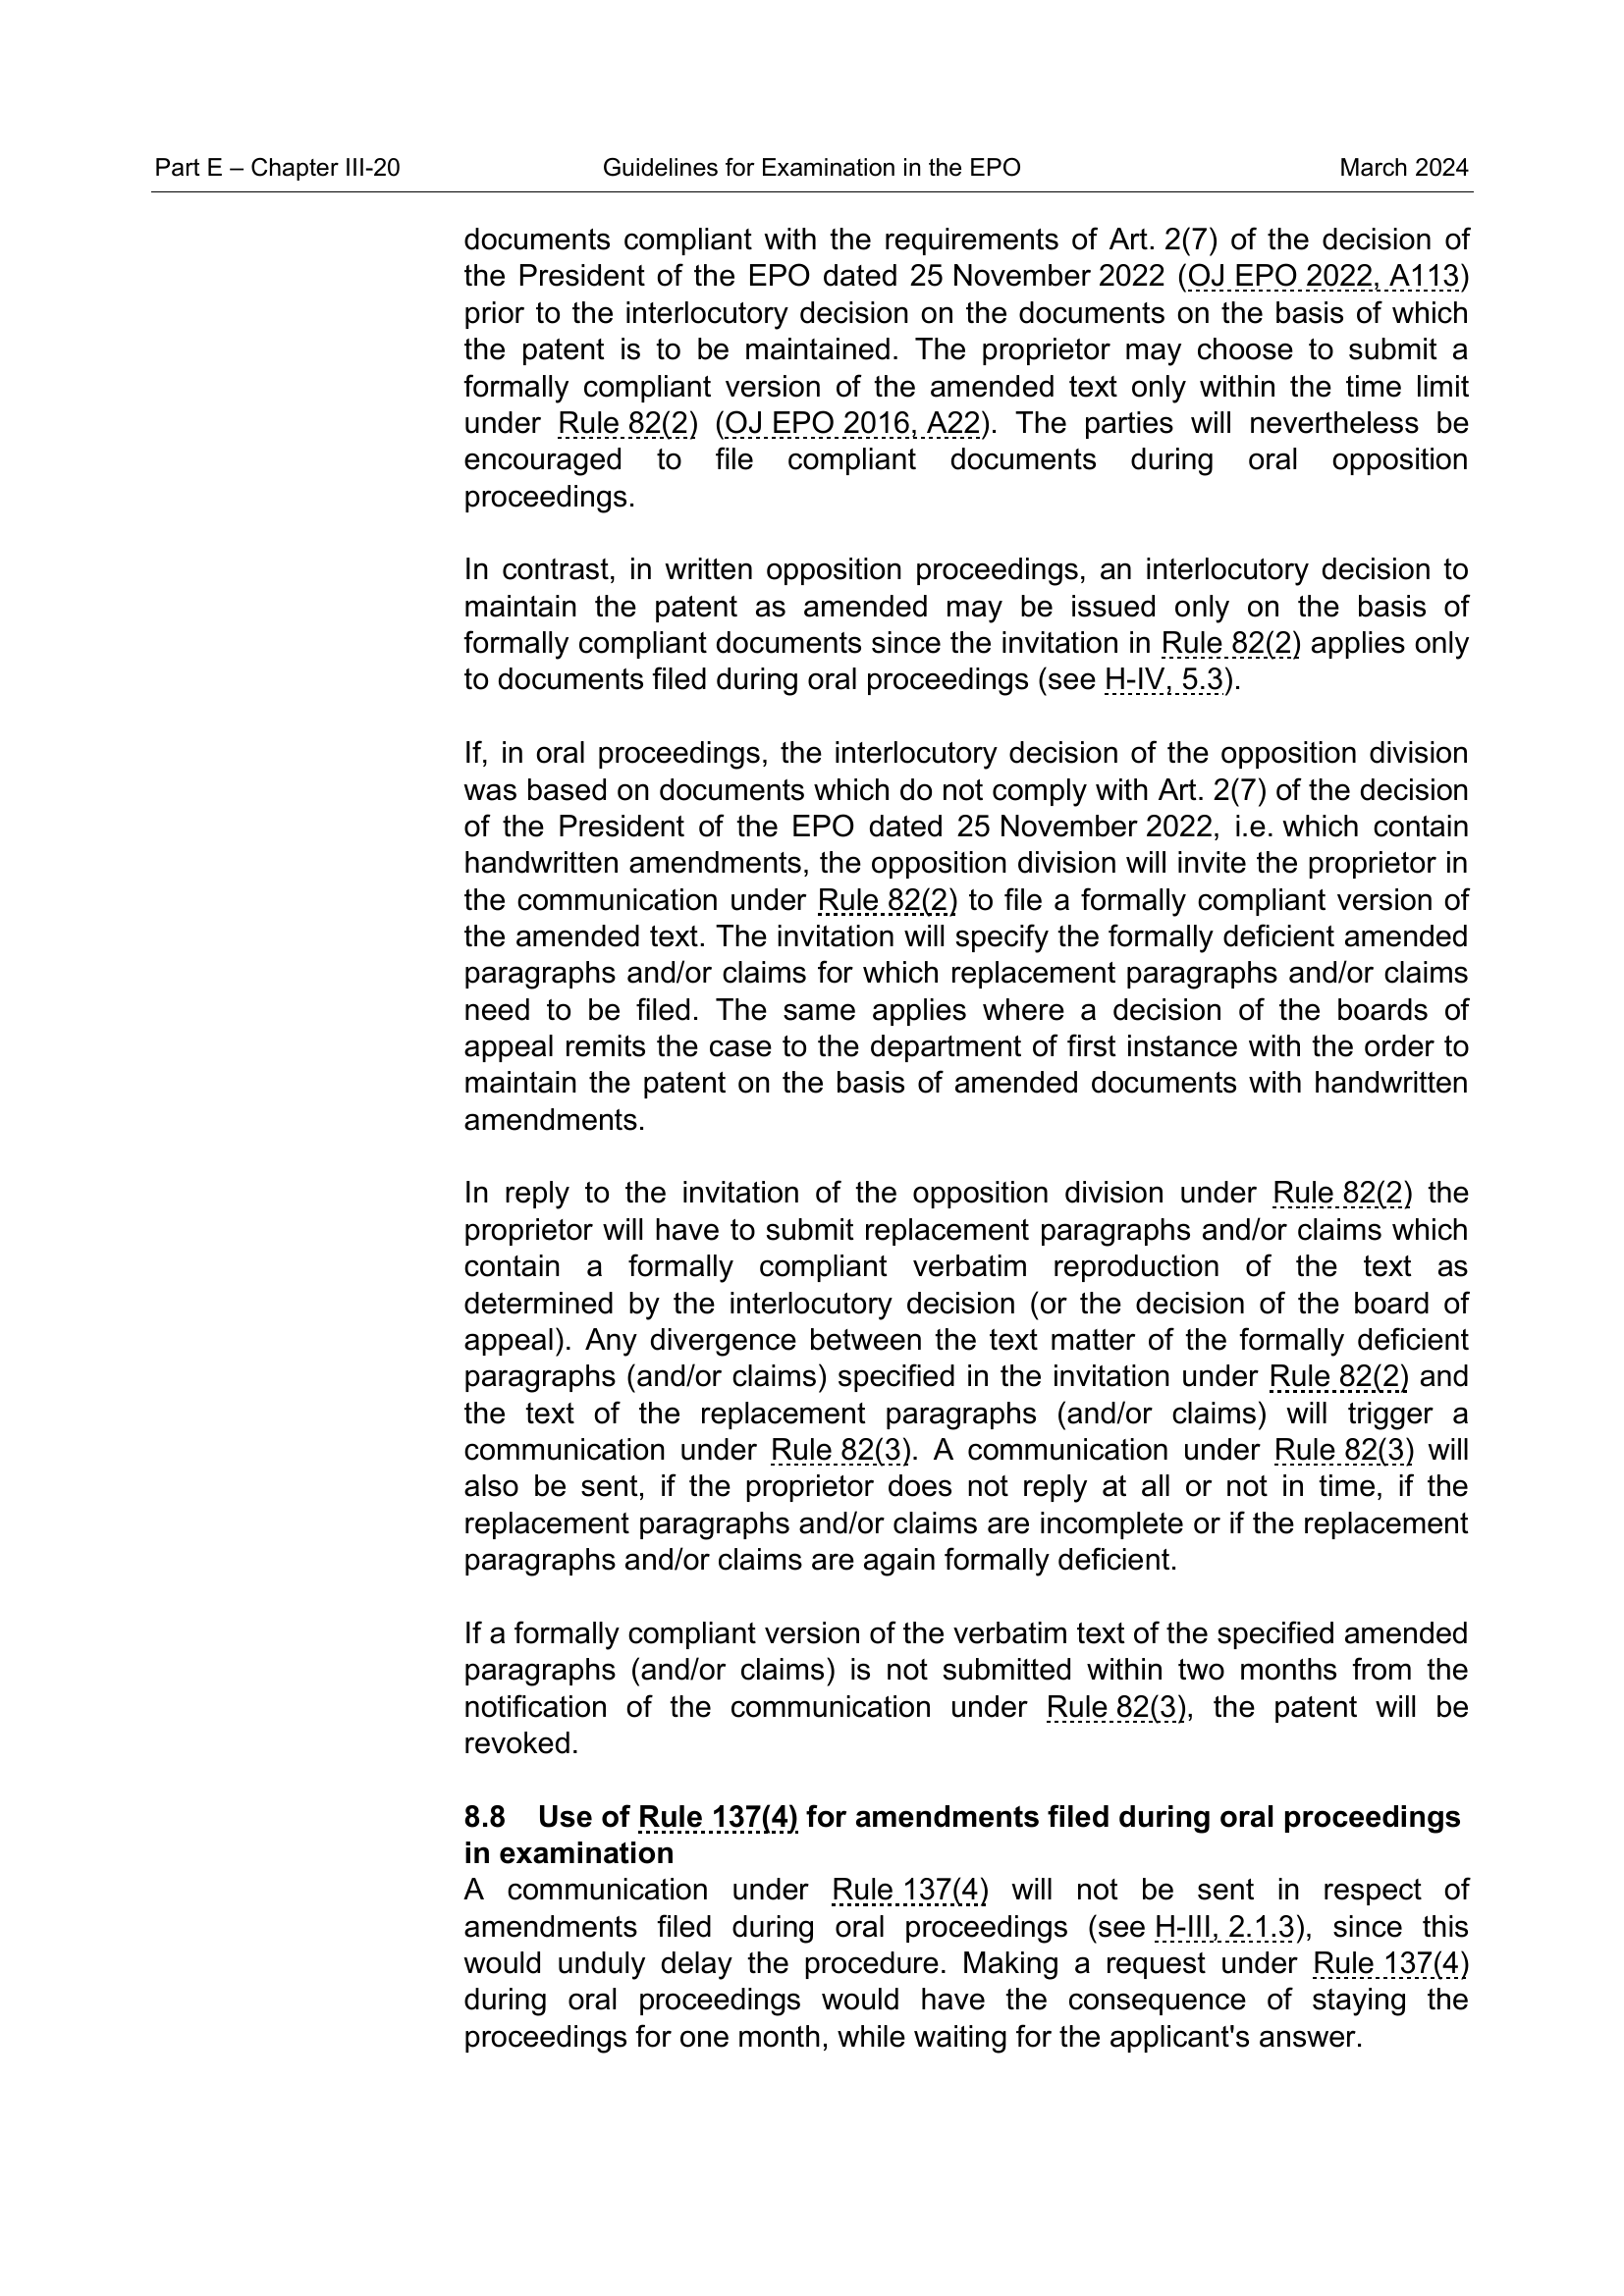 Part E – Chapter III-20 Guidelines for Examination in the EPO March 2024
documents compliant with the requirements of Art. 2(7) of the decision of
the President of the EPO dated 25 November 2022 (OJ EPO 2022, A113)
prior to the interlocutory decision on the documents on the basis of which
the patent is to be maintained. The proprietor may choose to submit a
formally compliant version of the amended text only within the time limit
under Rule 82(2) (OJ EPO 2016, A22). The parties will nevertheless be
encouraged to file compliant documents during oral opposition
proceedings.
In contrast, in written opposition proceedings, an interlocutory decision to
maintain the patent as amended may be issued only on the basis of
formally compliant documents since the invitation in Rule 82(2) applies only
to documents filed during oral proceedings (see H-IV, 5.3).
If, in oral proceedings, the interlocutory decision of the opposition division
was based on documents which do not comply with Art. 2(7) of the decision
of the President of the EPO dated 25 November 2022, i.e. which contain
handwritten amendments, the opposition division will invite the proprietor in
the communication under Rule 82(2) to file a formally compliant version of
the amended text. The invitation will specify the formally deficient amended
paragraphs and/or claims for which replacement paragraphs and/or claims
need to be filed. The same applies where a decision of the boards of
appeal remits the case to the department of first instance with the order to
maintain the patent on the basis of amended documents with handwritten
amendments.
In reply to the invitation of the opposition division under Rule 82(2) the
proprietor will have to submit replacement paragraphs and/or claims which
contain a formally compliant verbatim reproduction of the text as
determined by the interlocutory decision (or the decision of the board of
appeal). Any divergence between the text matter of the formally deficient
paragraphs (and/or claims) specified in the invitation under Rule 82(2) and
the text of the replacement paragraphs (and/or claims) will trigger a
communication under Rule 82(3). A communication under Rule 82(3) will
also be sent, if the proprietor does not reply at all or not in time, if the
replacement paragraphs and/or claims are incomplete or if the replacement
paragraphs and/or claims are again formally deficient.
If a formally compliant version of the verbatim text of the specified amended
paragraphs (and/or claims) is not submitted within two months from the
notification of the communication under Rule 82(3), the patent will be
revoked.
8.8 Use of Rule 137(4) for amendments filed during oral proceedings
in examination
A communication under Rule 137(4) will not be sent in respect of
amendments filed during oral proceedings (see H-III, 2.1.3), since this
would unduly delay the procedure. Making a request under Rule 137(4)
during oral proceedings would have the consequence of staying the
proceedings for one month, while waiting for the applicant's answer.